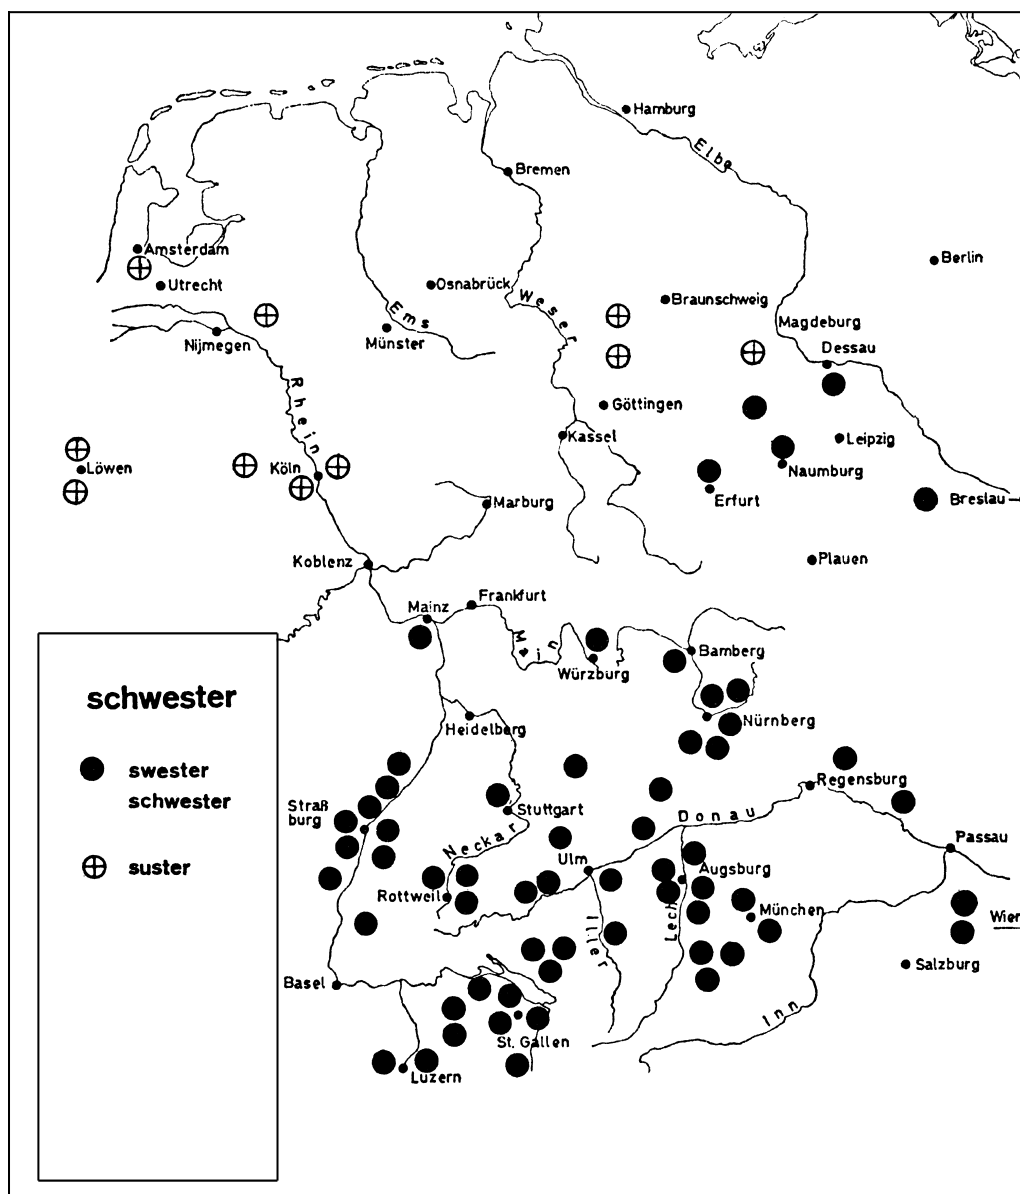 Hamburg
Elbe
Bremen
Amsterdam
Berlin
Utrecht
Osnabrück
Weser
Braunschweig
Ems
Magdeburg
Nijmegen
Münster
Dessau
Rhein
Göttingen
Kassel
Leipzig
Löwen
Köln
Naumburg
Marburg
Erfurt
Breslau
Koblenz
Plauen
Frankfurt
Mainz
Main
Bamberg
Würzburg
schwester
Nürnberg
Heidelberg
swester
schwester
Regensburg
Straß
burg
Stuttgart
Donau
Neckar
Passau
suster
Ulm
Augsburg
Rottweil
Lech
München
Wien
Iller
Salzburg
Basel
Inn
St. Gallen
Luzern